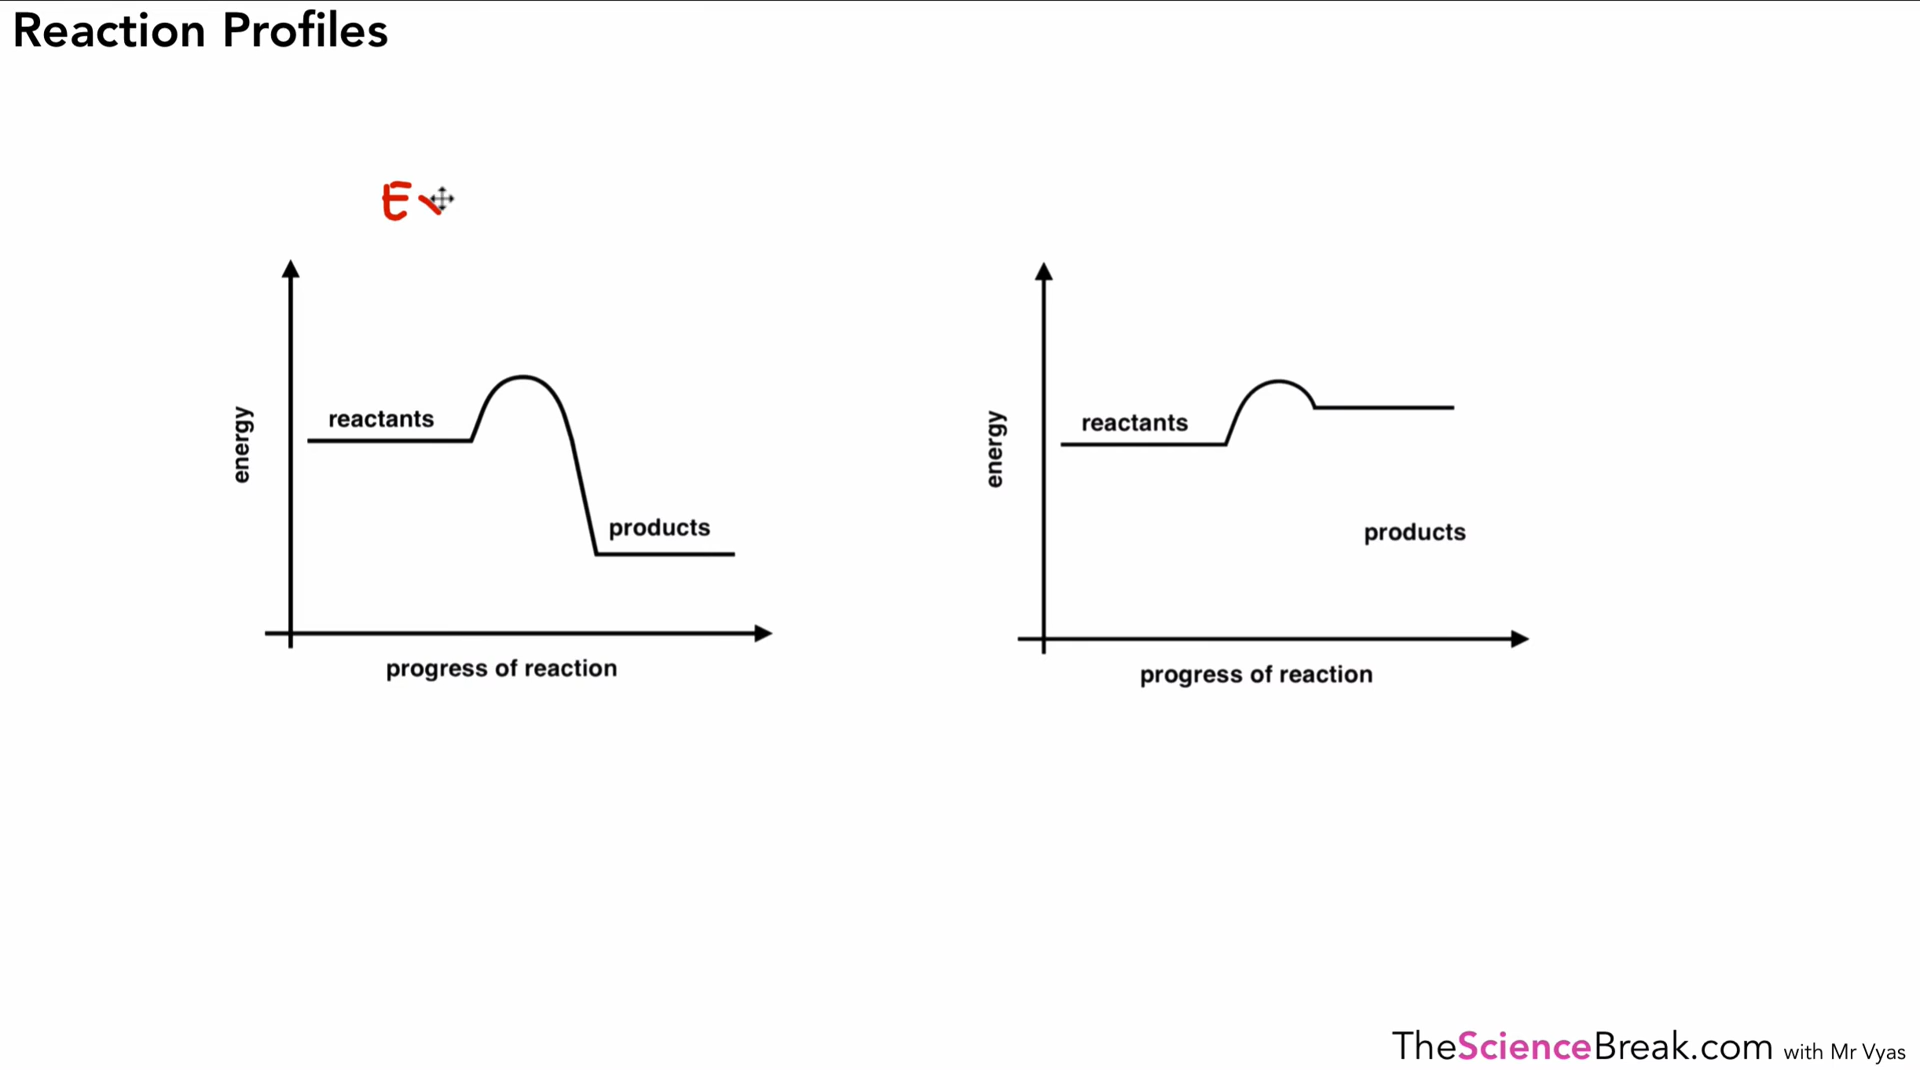 Reaction Profiles
E
energy
reactants
products
progress of reaction
energy
reactants
products
progress of reaction
TheScienceBreak.com with Mr Vyas